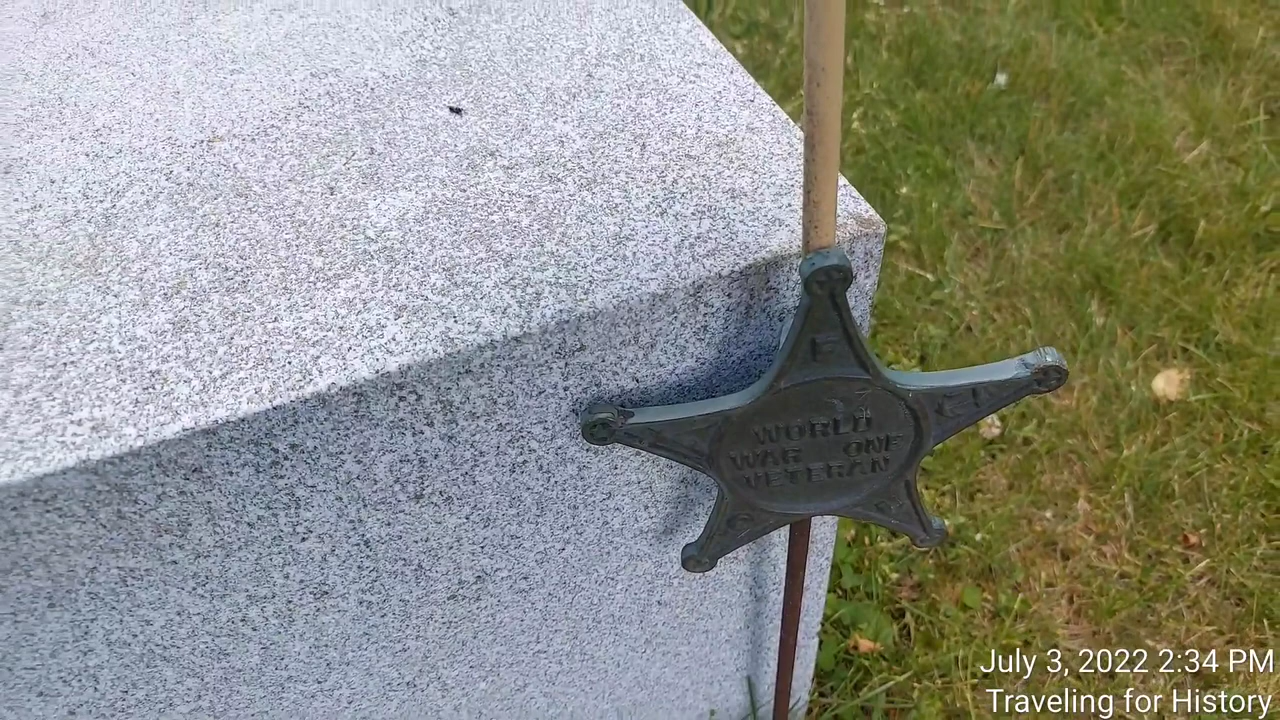 WORLD
WAR ONE
VETERAN
July 3, 2022 2:34 PM
Traveling for History